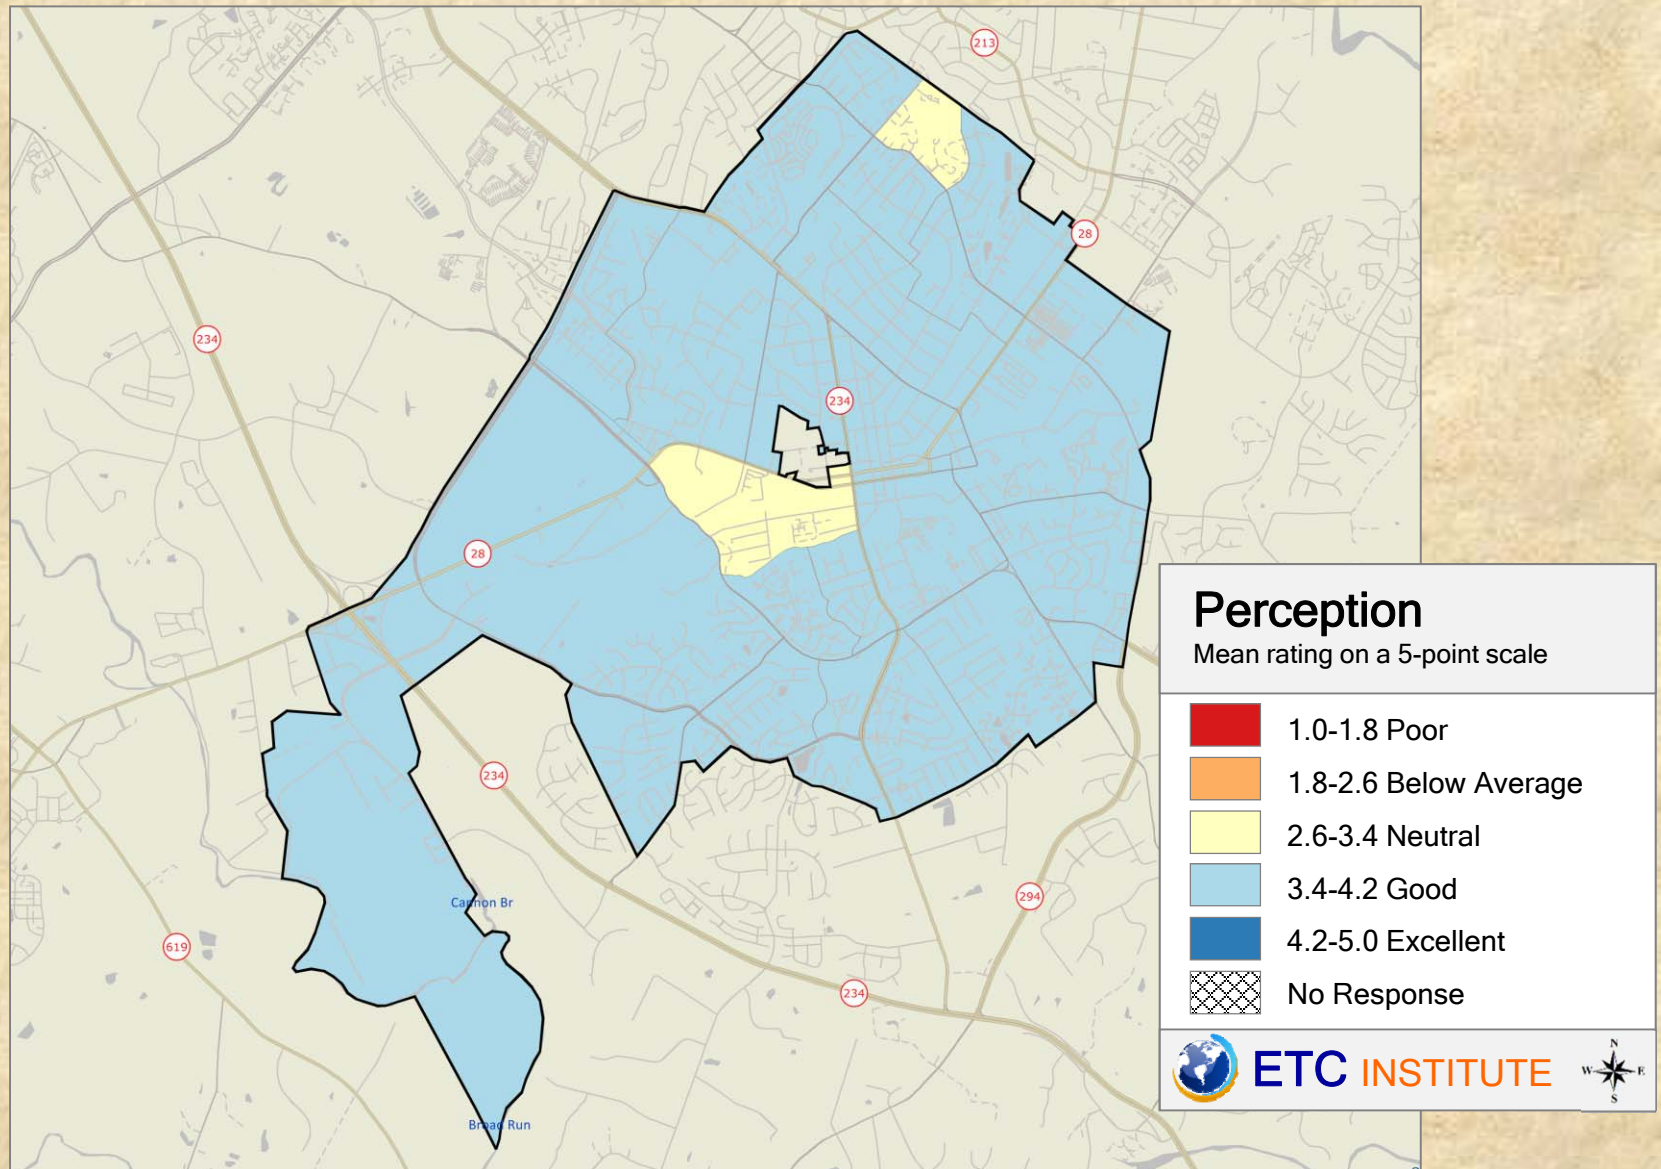 213
28
234
234
28
234
Cannon Br
294
619
234
Broad Run
Perception
Mean rating on a 5-point scale
1.0-1.8 Poor
1.8-2.6 Below Average
2.6-3.4 Neutral
3.4-4.2 Good
4.2-5.0 Excellent
No Response
ETC INSTITUTE
N
W E
S